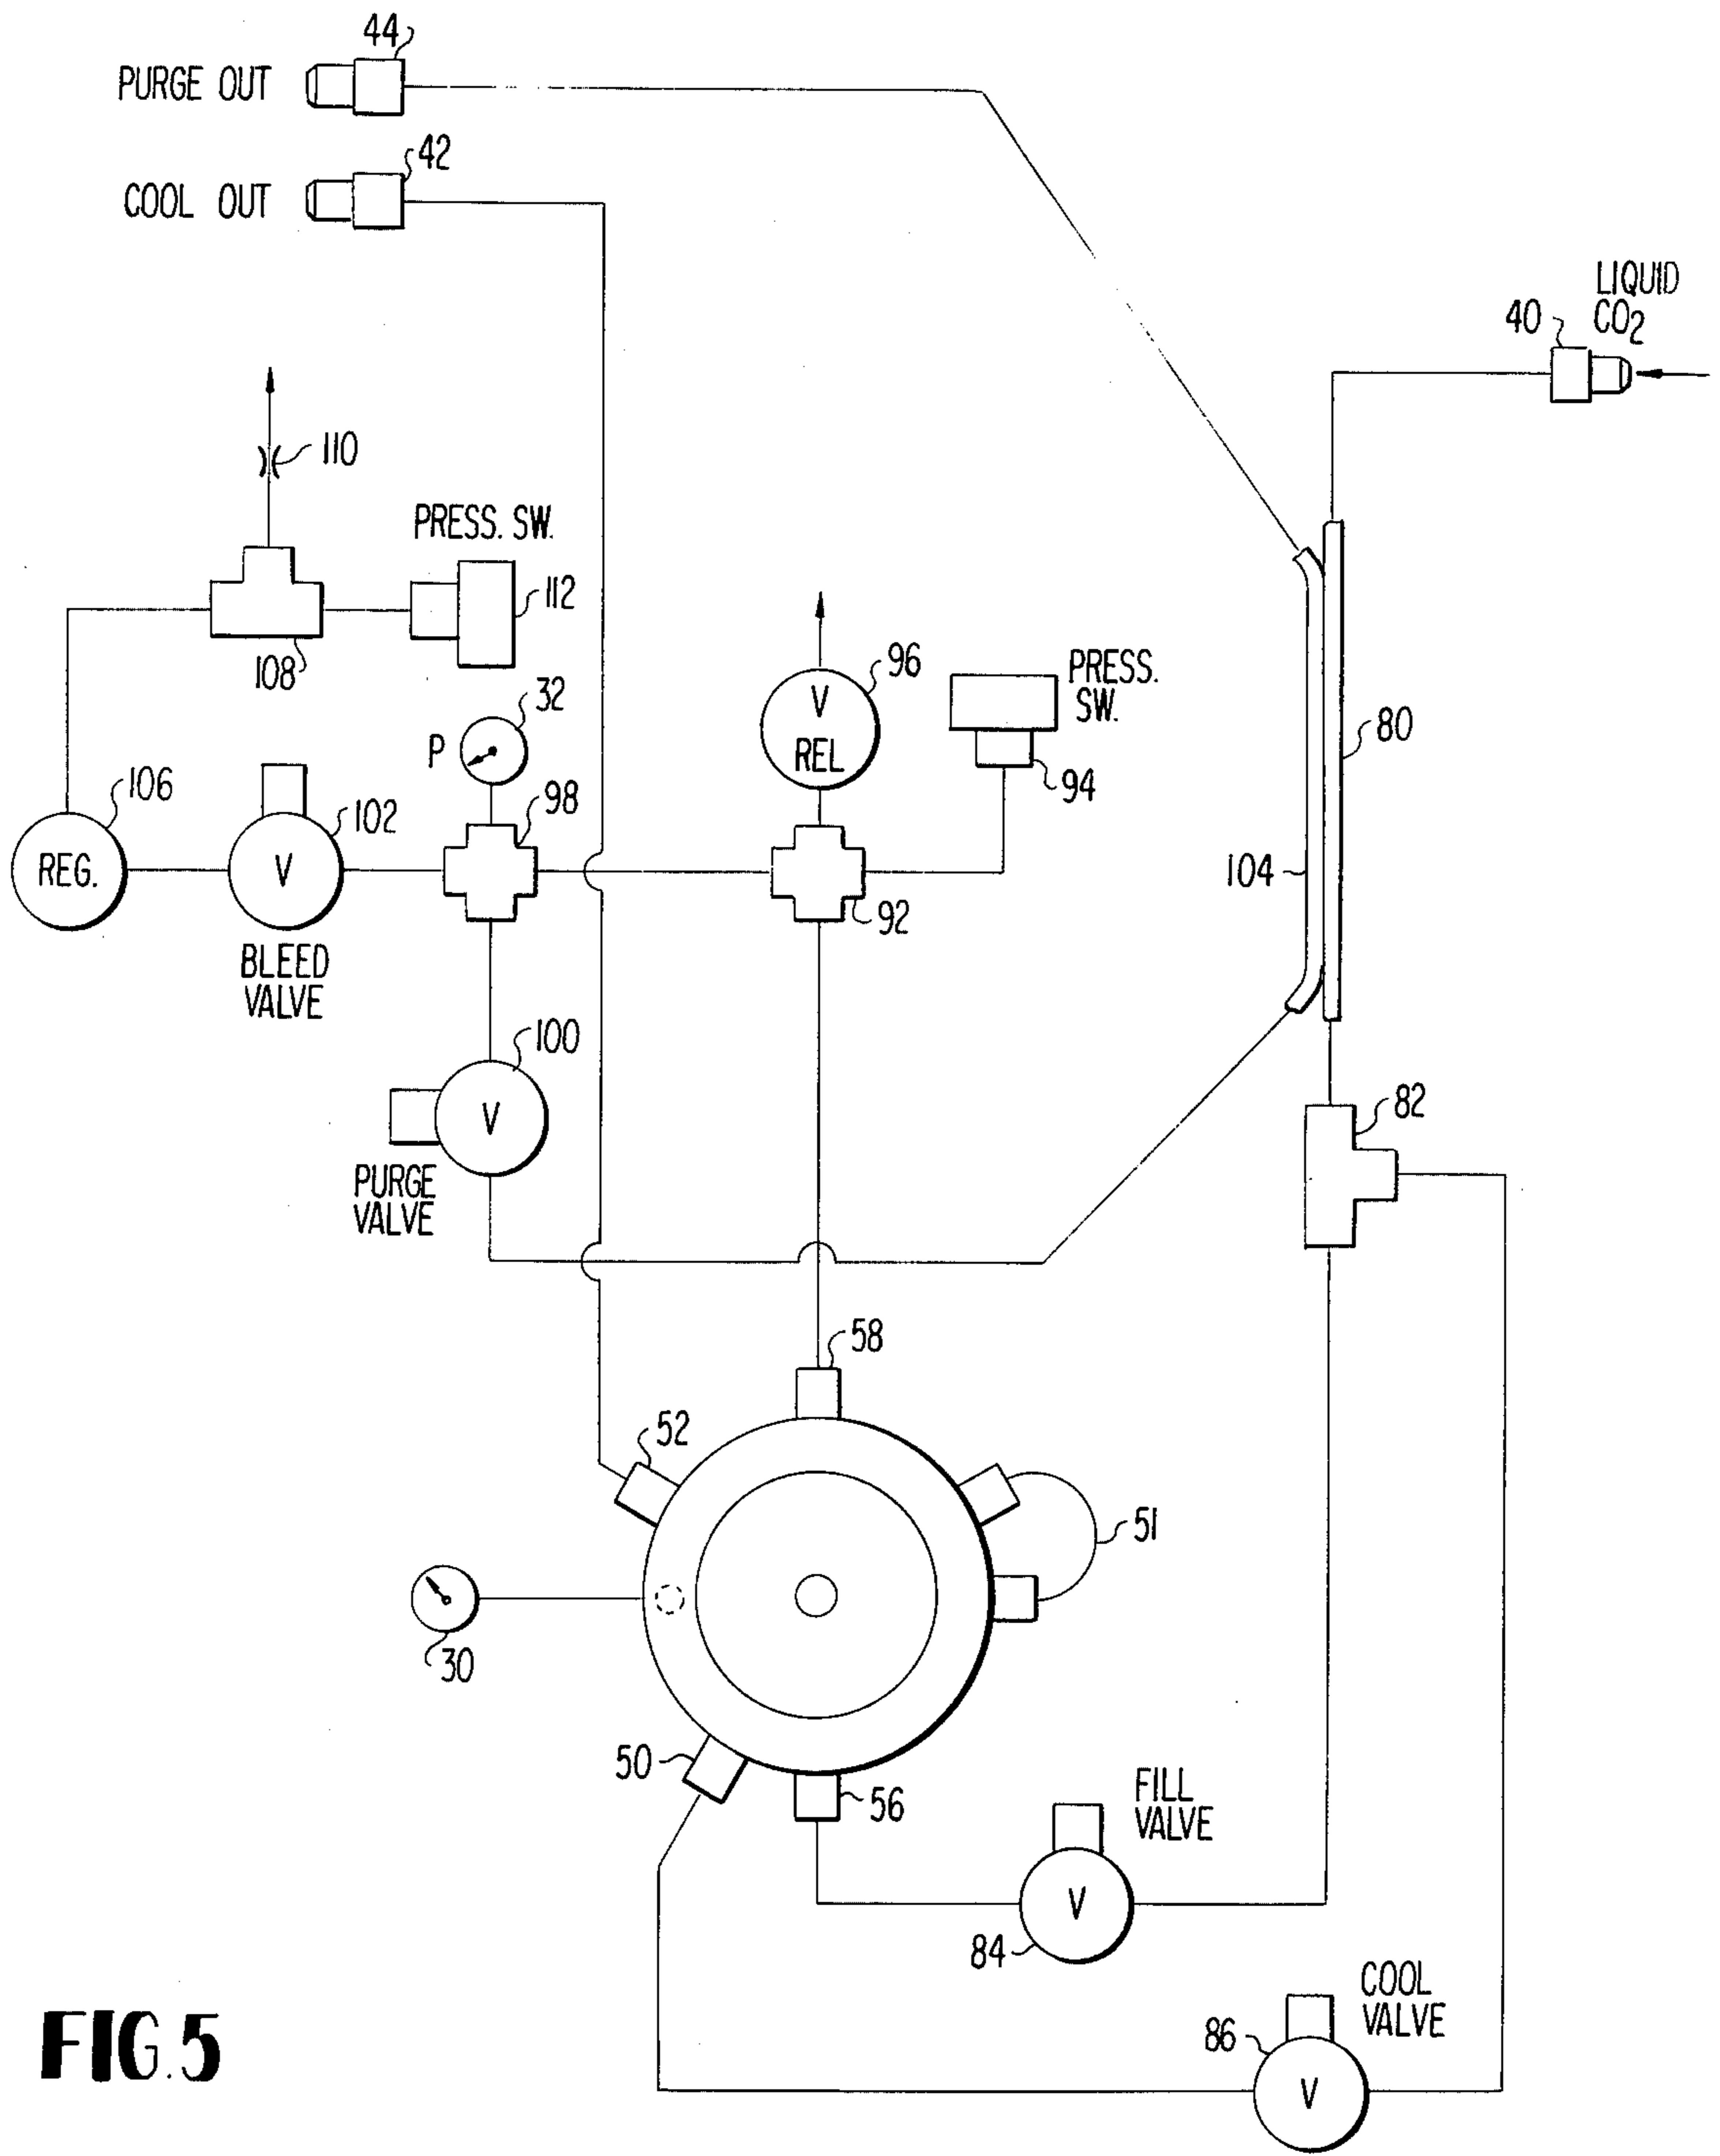 44
PURGE OUT
42
COOL OUT
LIQUID
CO2
40
110
PRESS. SW.
112
108
32
P
96
V
REL
PRESS.
SW.
94
80
106
REG.
102
V
98
92
104
BLEED
VALVE
100
V
PURGE
VALVE
82
58
52
51
30
50
56
FILL
VALVE
V
84
COOL
VALVE
86
V
FIG.5